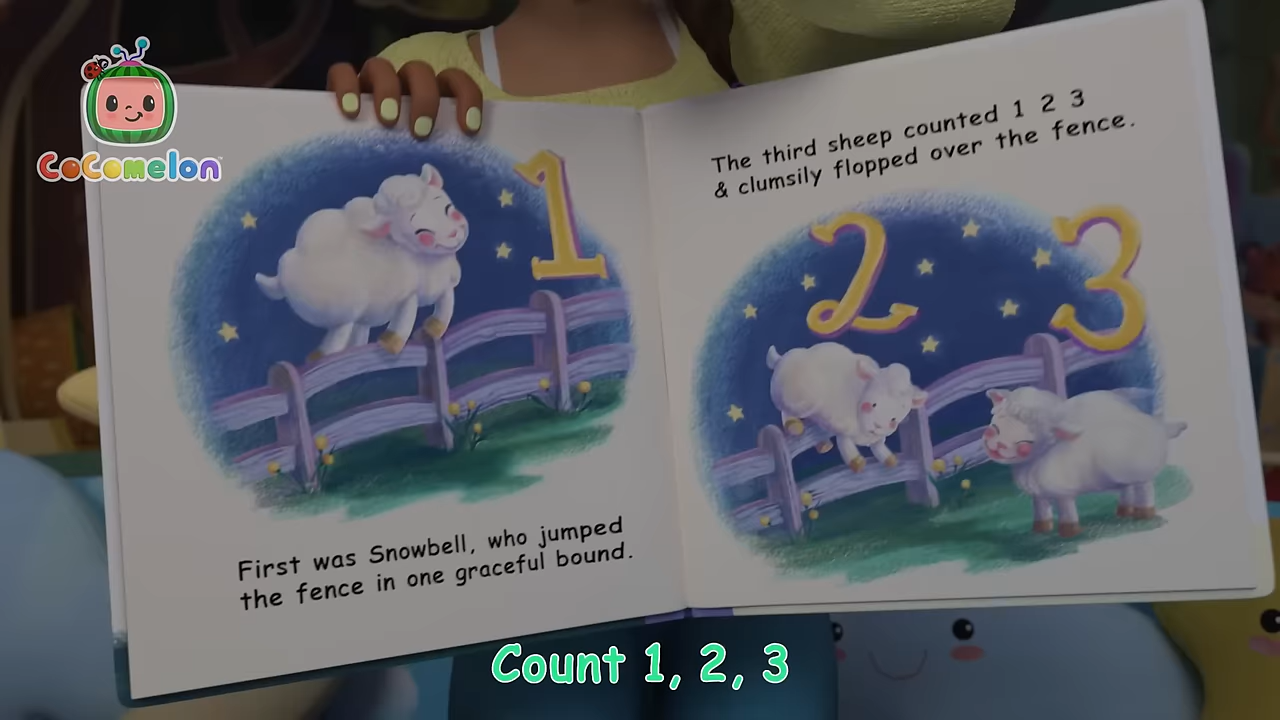 CoComelon
1
First was Snowbell, who jumped
the fence in one graceful bound.
The third sheep counted 1 2 3
& clumsily flopped over the fence.
2
3
Count 1, 2, 3